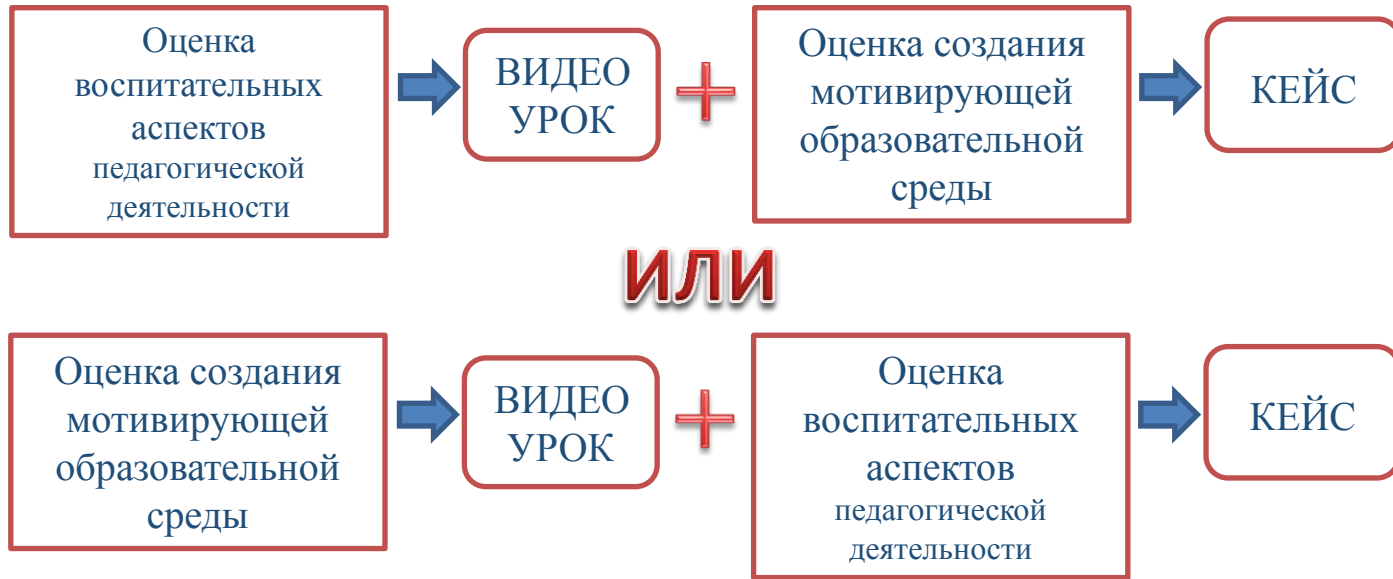 Оценка
воспитательных
аспектов
педагогической
деятельности
ВИДЕО
УРОК
+
Оценка создания
мотивирующей
образовательной
среды
КЕЙС
ИЛИ
Оценка создания
мотивирующей
образовательной
среды
ВИДЕО
УРОК
+
Оценка
воспитательных
аспектов
педагогической
деятельности
КЕЙС